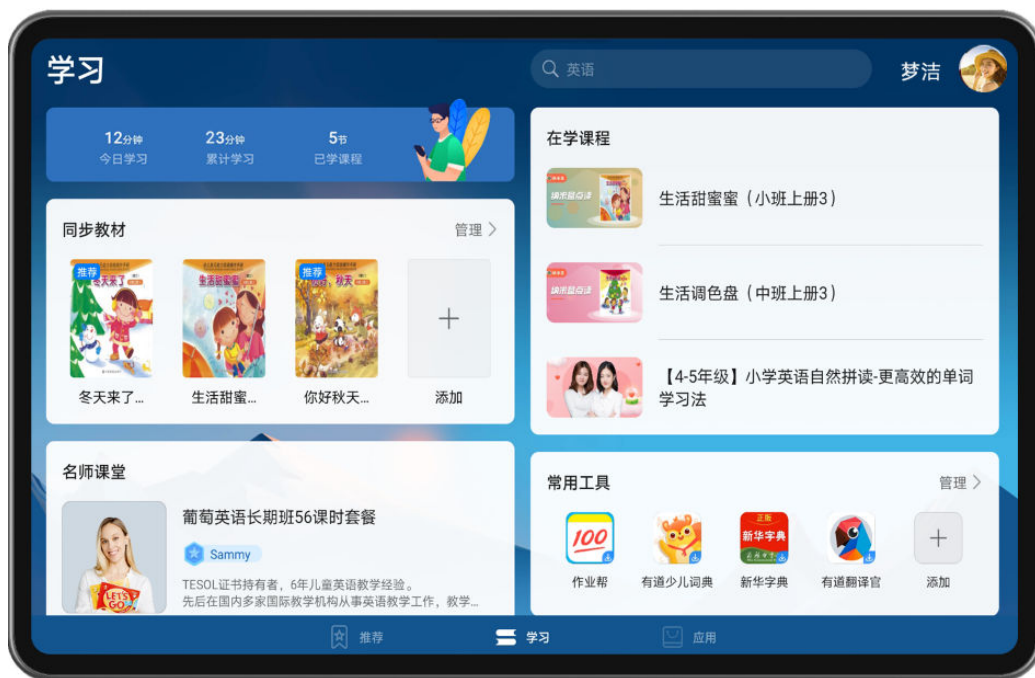 学习
英语
梦洁
12分钟
今日学习
23分钟
累计学习
5节
已学课程
同步教材
管理
推荐
冬天来了
冬天来了...
生活甜蜜蜜
生活甜蜜...
推荐
秋天
你好秋天...
添加
名师课堂
葡萄英语长期班56课时套餐
Sammy
TESOL证书持有者，6年儿童英语教学经验。
先后在国内多家国际教学机构从事英语教学工作，教学...
LET'S
GO
在学课程
生活甜蜜蜜（小班上册3）
生活调色盘（中班上册3）
【4-5年级】小学英语自然拼读-更高效的单词
学习法
常用工具
管理
100
作业帮
有道少儿词典
正版
新华字典
新华字典
有道翻译官
添加
推荐
学习
应用